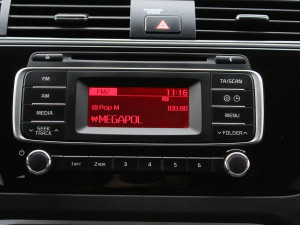 FM2 11:16
Pop M 100.80
MEGAPOL
FM
AM
MEDIA
SEEK
TRACK
TA/SCAN
MENU
FOLDER
1 2 3 4 5 6